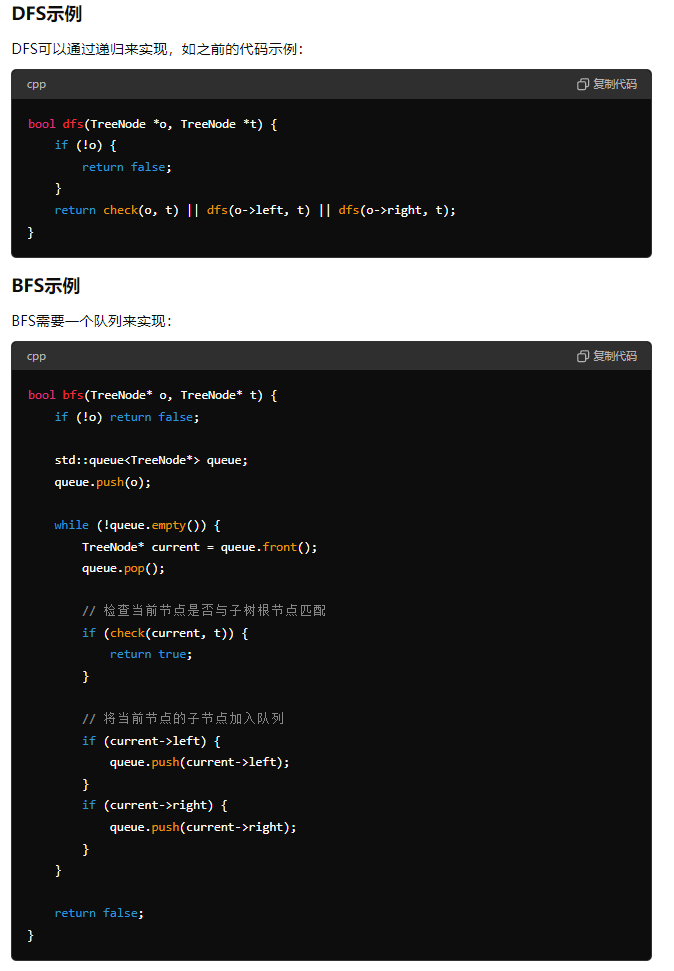 DFS示例
DFS可以通过递归来实现，如之前的代码示例：
cpp 复制代码
bool dfs(TreeNode *o, TreeNode *t) {
    if (!o) {
        return false;
    }
    return check(o, t) || dfs(o->left, t) || dfs(o->right, t);
}
BFS示例
BFS需要一个队列来实现：
cpp 复制代码
bool bfs(TreeNode* o, TreeNode* t) {
    if (!o) return false;
    std::queue<TreeNode*> queue;
    queue.push(o);
    while (!queue.empty()) {
        TreeNode* current = queue.front();
        queue.pop();
        // 检查当前节点是否与子树根节点匹配
        if (check(current, t)) {
            return true;
        }
        // 将当前节点的子节点加入队列
        if (current->left) {
            queue.push(current->left);
        }
        if (current->right) {
            queue.push(current->right);
        }
    }
    return false;
}